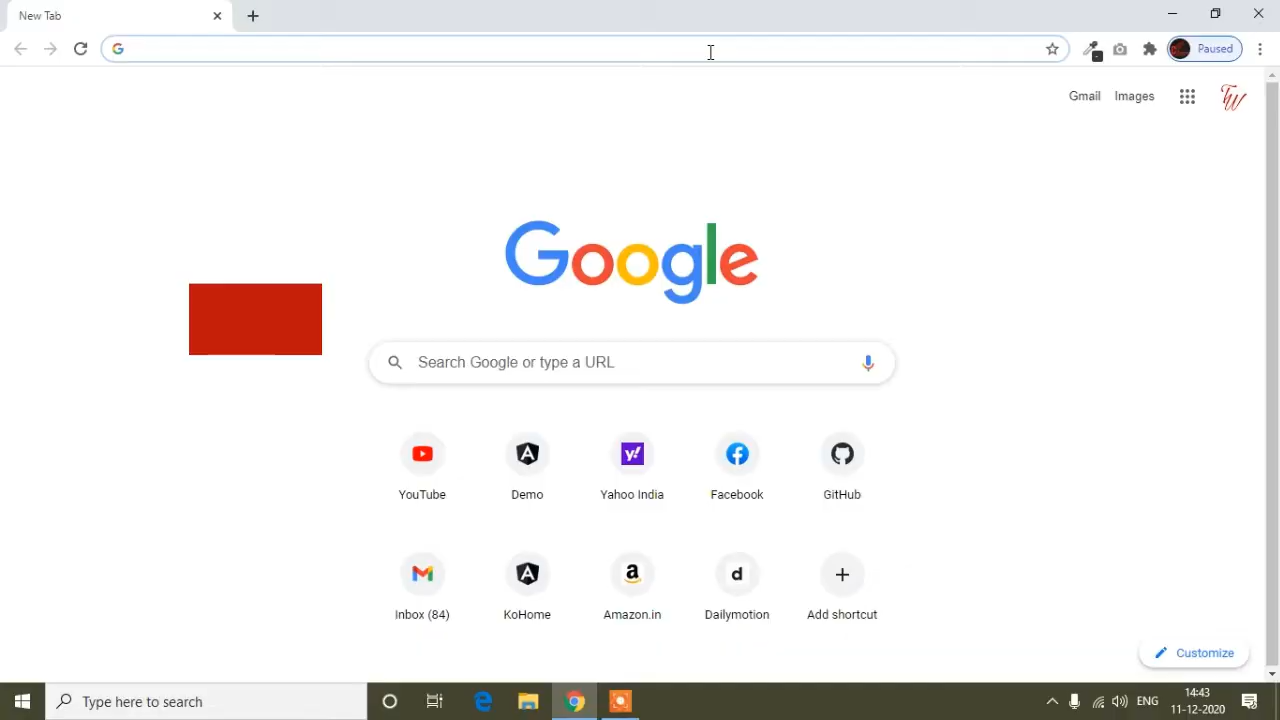 New Tab
Paused
Gmail Images
Google
Search Google or type a URL
YouTube Demo Yahoo India Facebook GitHub
Inbox (84) KoHome Amazon.in Dailymotion Add shortcut
Customize
Type here to search
ENG
14:43
11-12-2020